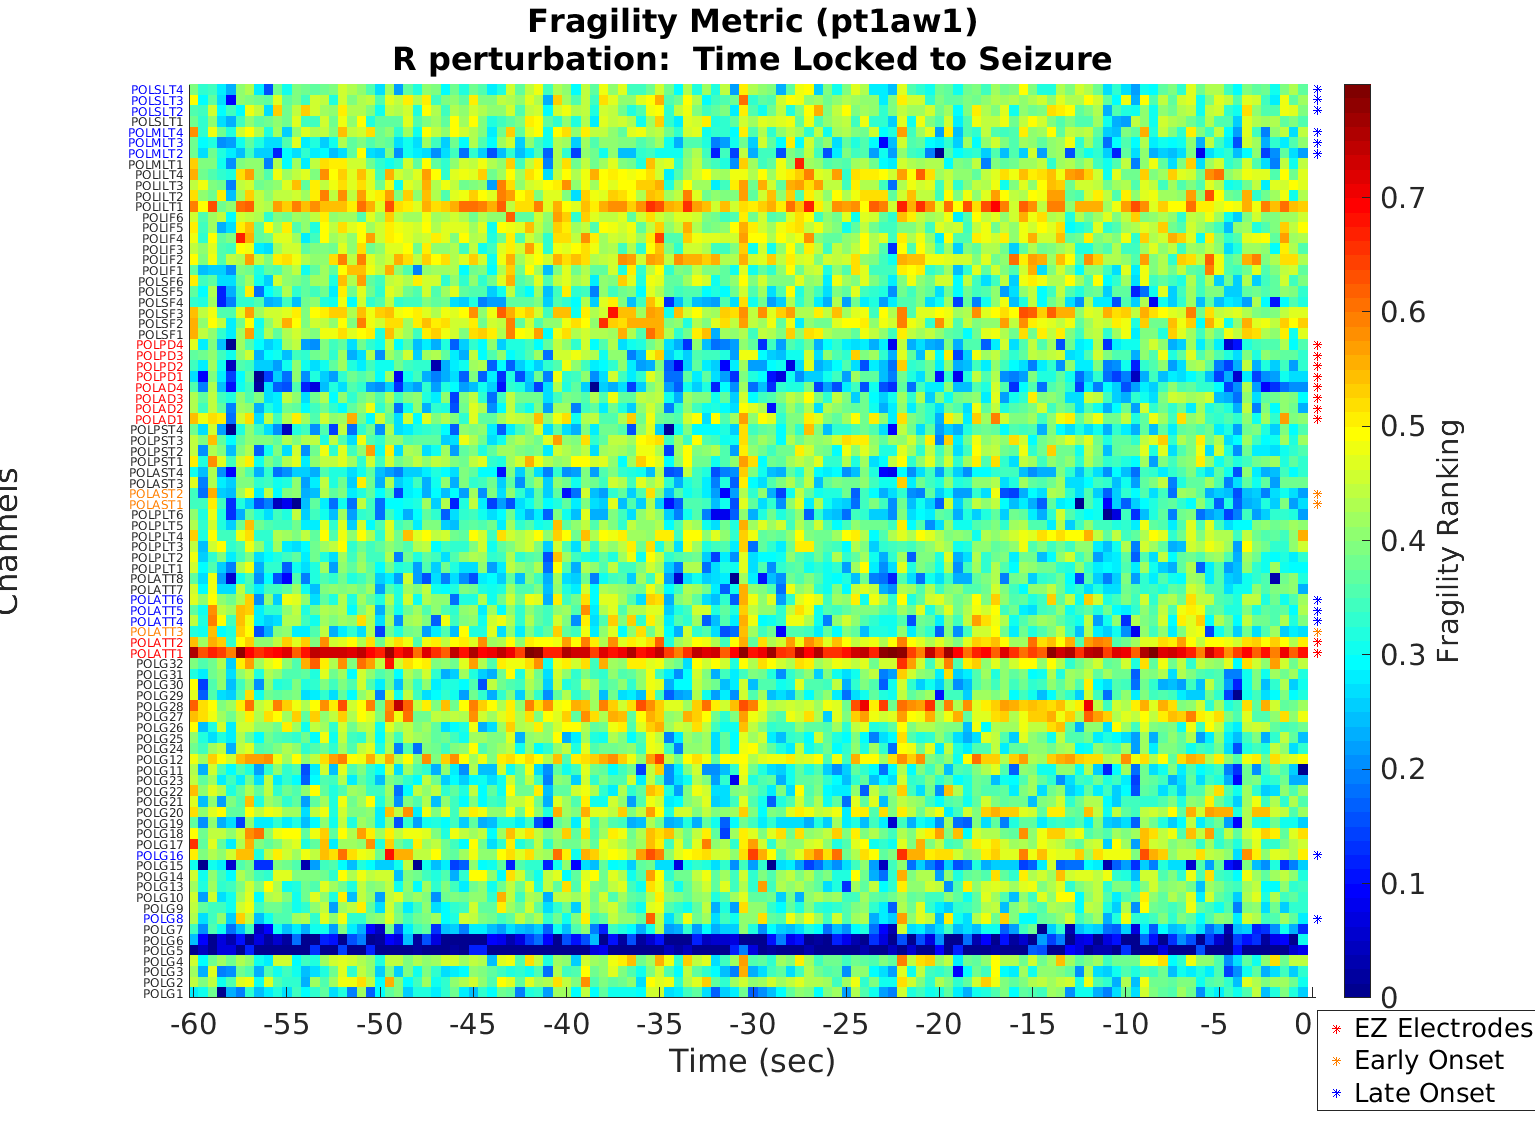 Fragility Metric (pt1aw1)
R perturbation:  Time Locked to Seizure
Channels
POLSLT4
POLSLT3
POLSLT2
POLSLT1
POLMLT4
POLMLT3
POLMLT2
POLMLT1
POLILT4
POLILT3
POLILT2
POLILT1
POLIF6
POLIF5
POLIF4
POLIF3
POLIF2
POLIF1
POLSF6
POLSF5
POLSF4
POLSF3
POLSF2
POLSF1
POLPD4
POLPD3
POLPD2
POLPD1
POLAD4
POLAD3
POLAD2
POLAD1
POLPST4
POLPST3
POLPST2
POLPST1
POLAST4
POLAST3
POLAST2
POLAST1
POLPLT6
POLPLT5
POLPLT4
POLPLT3
POLPLT2
POLPLT1
POLATT8
POLATT7
POLATT6
POLATT5
POLATT4
POLATT3
POLATT2
POLATT1
POLG32
POLG31
POLG30
POLG29
POLG28
POLG27
POLG26
POLG25
POLG24
POLG12
POLG11
POLG23
POLG22
POLG21
POLG20
POLG19
POLG18
POLG17
POLG16
POLG15
POLG14
POLG13
POLG10
POLG9
POLG8
POLG7
POLG6
POLG5
POLG4
POLG3
POLG2
POLG1
-60 -55 -50 -45 -40 -35 -30 -25 -20 -15 -10 -5 0
Time (sec)
0.7
0.6
0.5
0.4
0.3
0.2
0.1
0
Fragility Ranking
EZ Electrodes
Early Onset
Late Onset